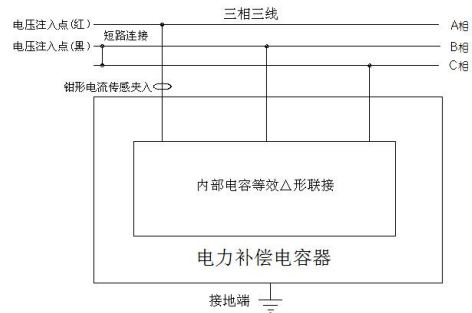 三相三线
电压注入点(红)
A相
短路连接
电压注入点(黑)
B相
C相
钳形电流传感夹入
内部电容等效△形联接
电力补偿电容器
接地端